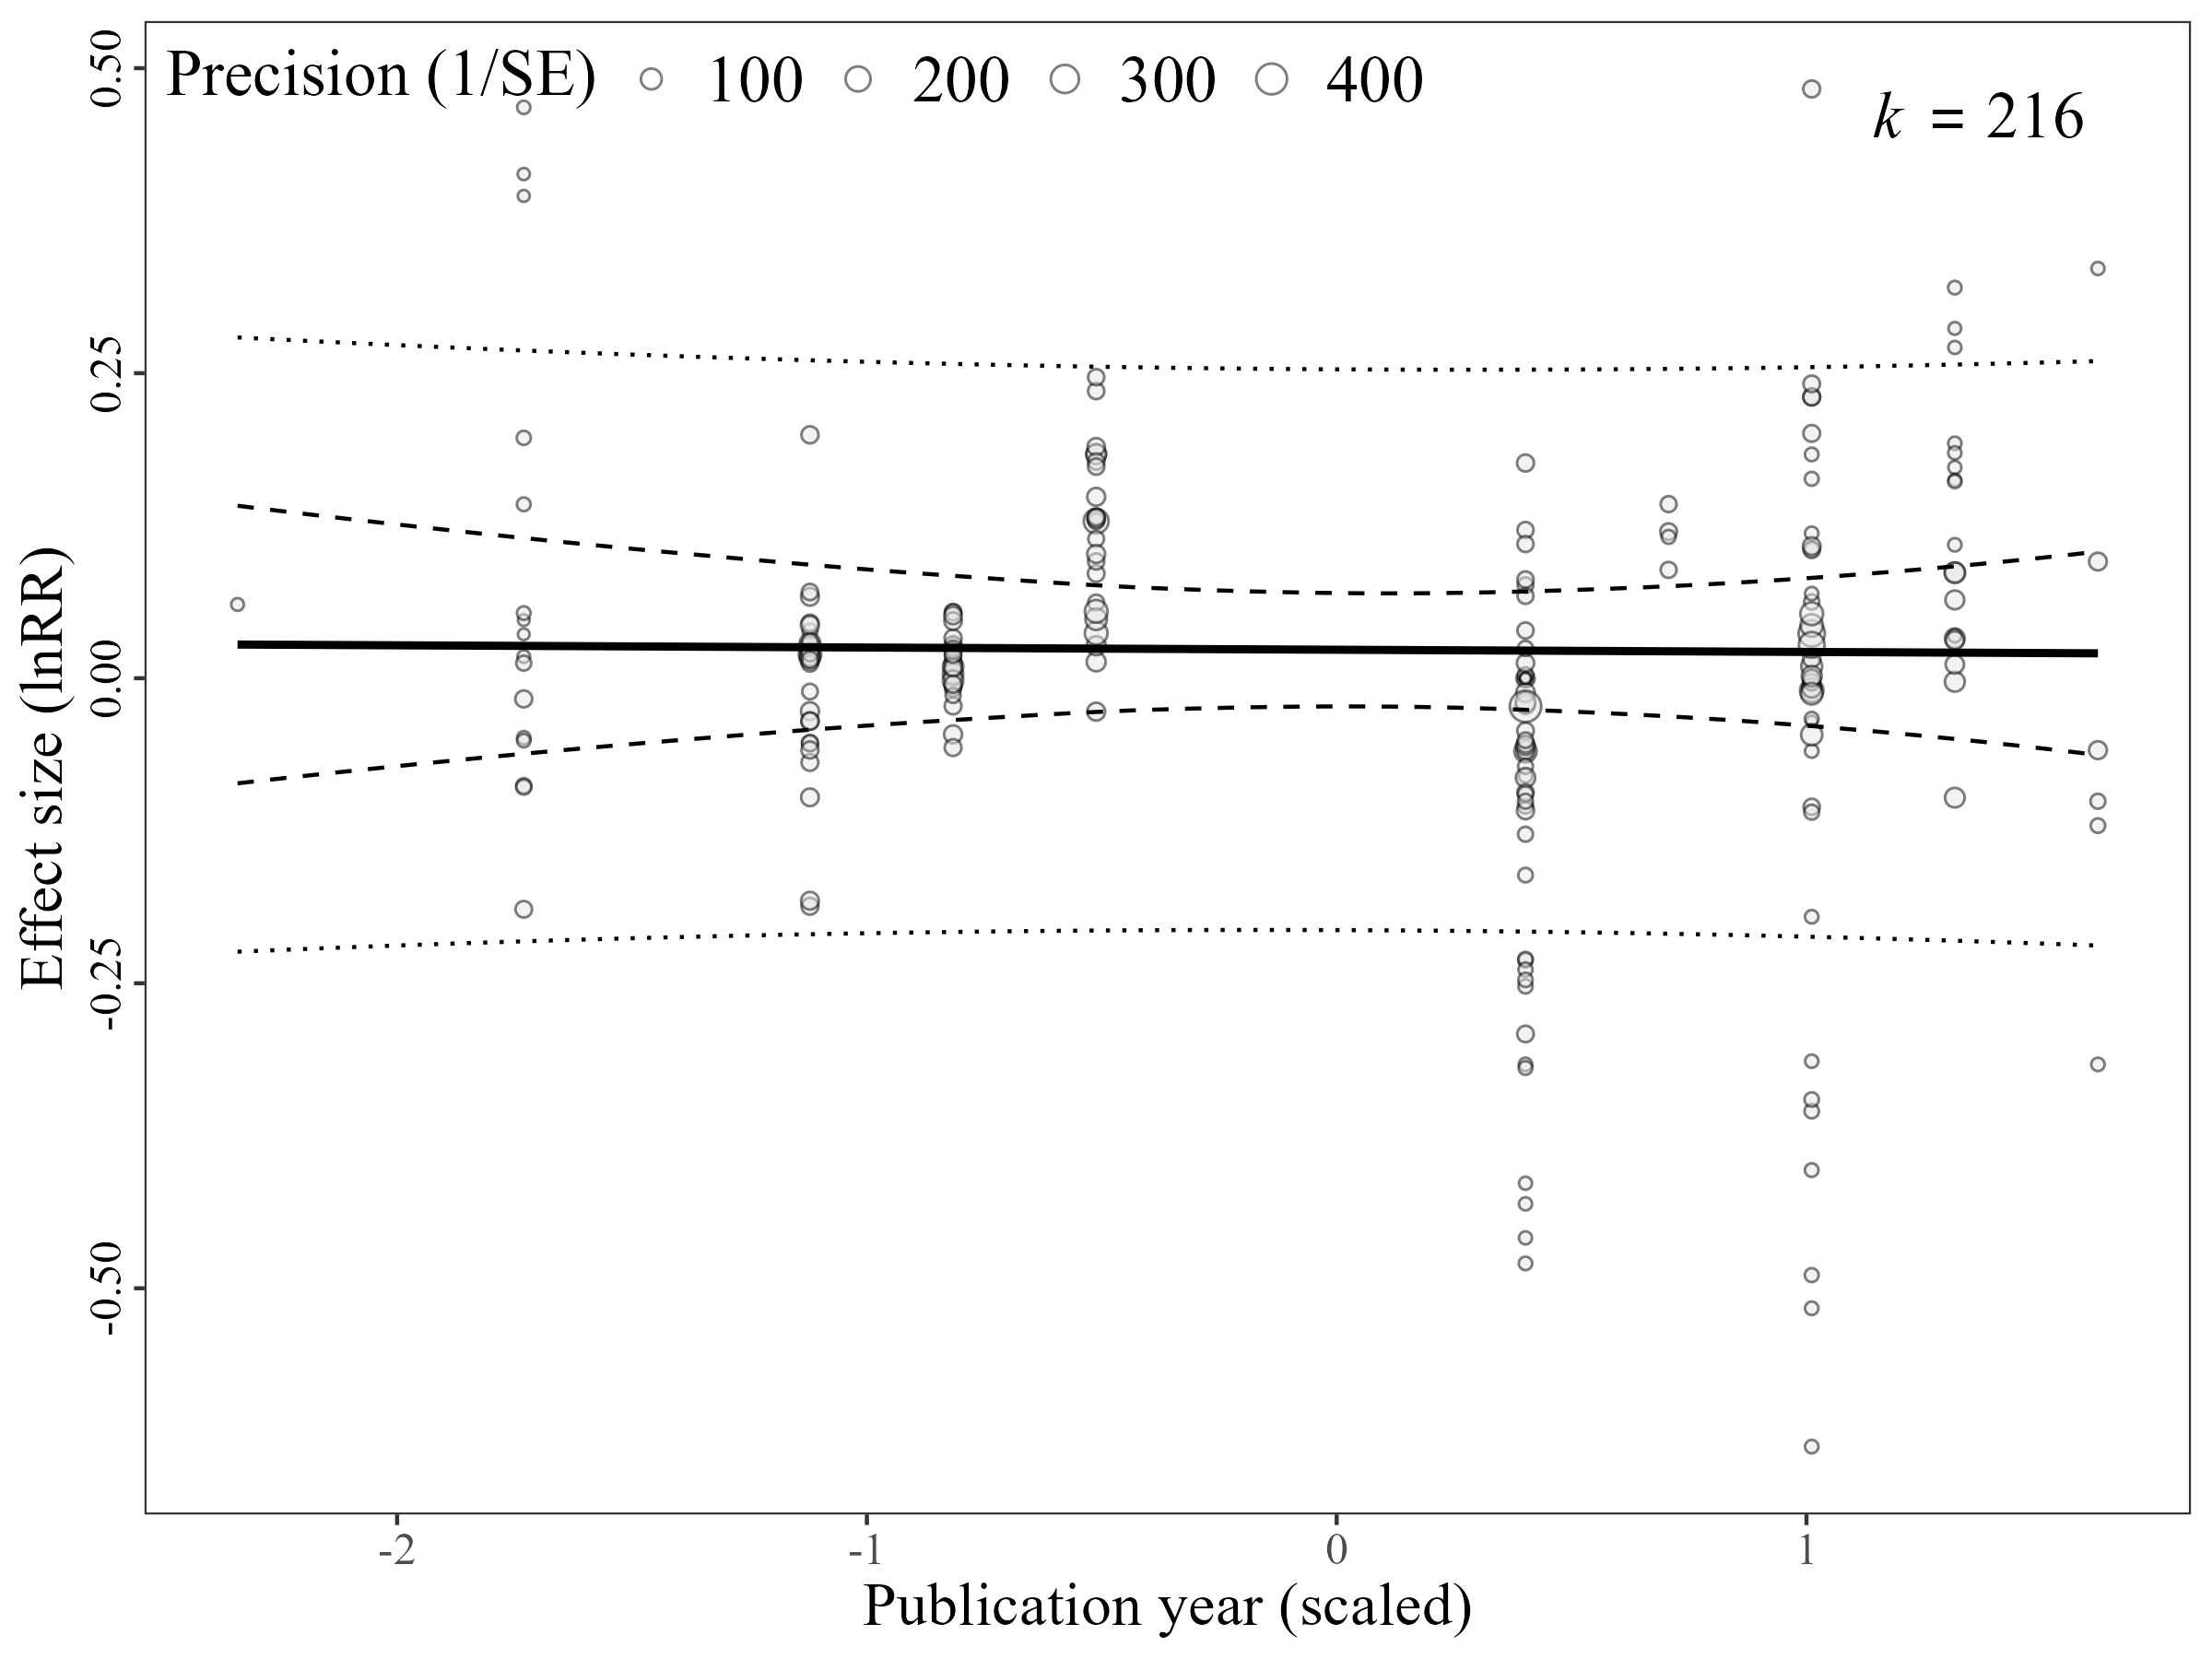 Precision (1/SE) 100 200 300 400
k = 216
Effect size (lnRR)
0.50
0.25
0.00
-0.25
-0.50
-2 -1 0 1
Publication year (scaled)